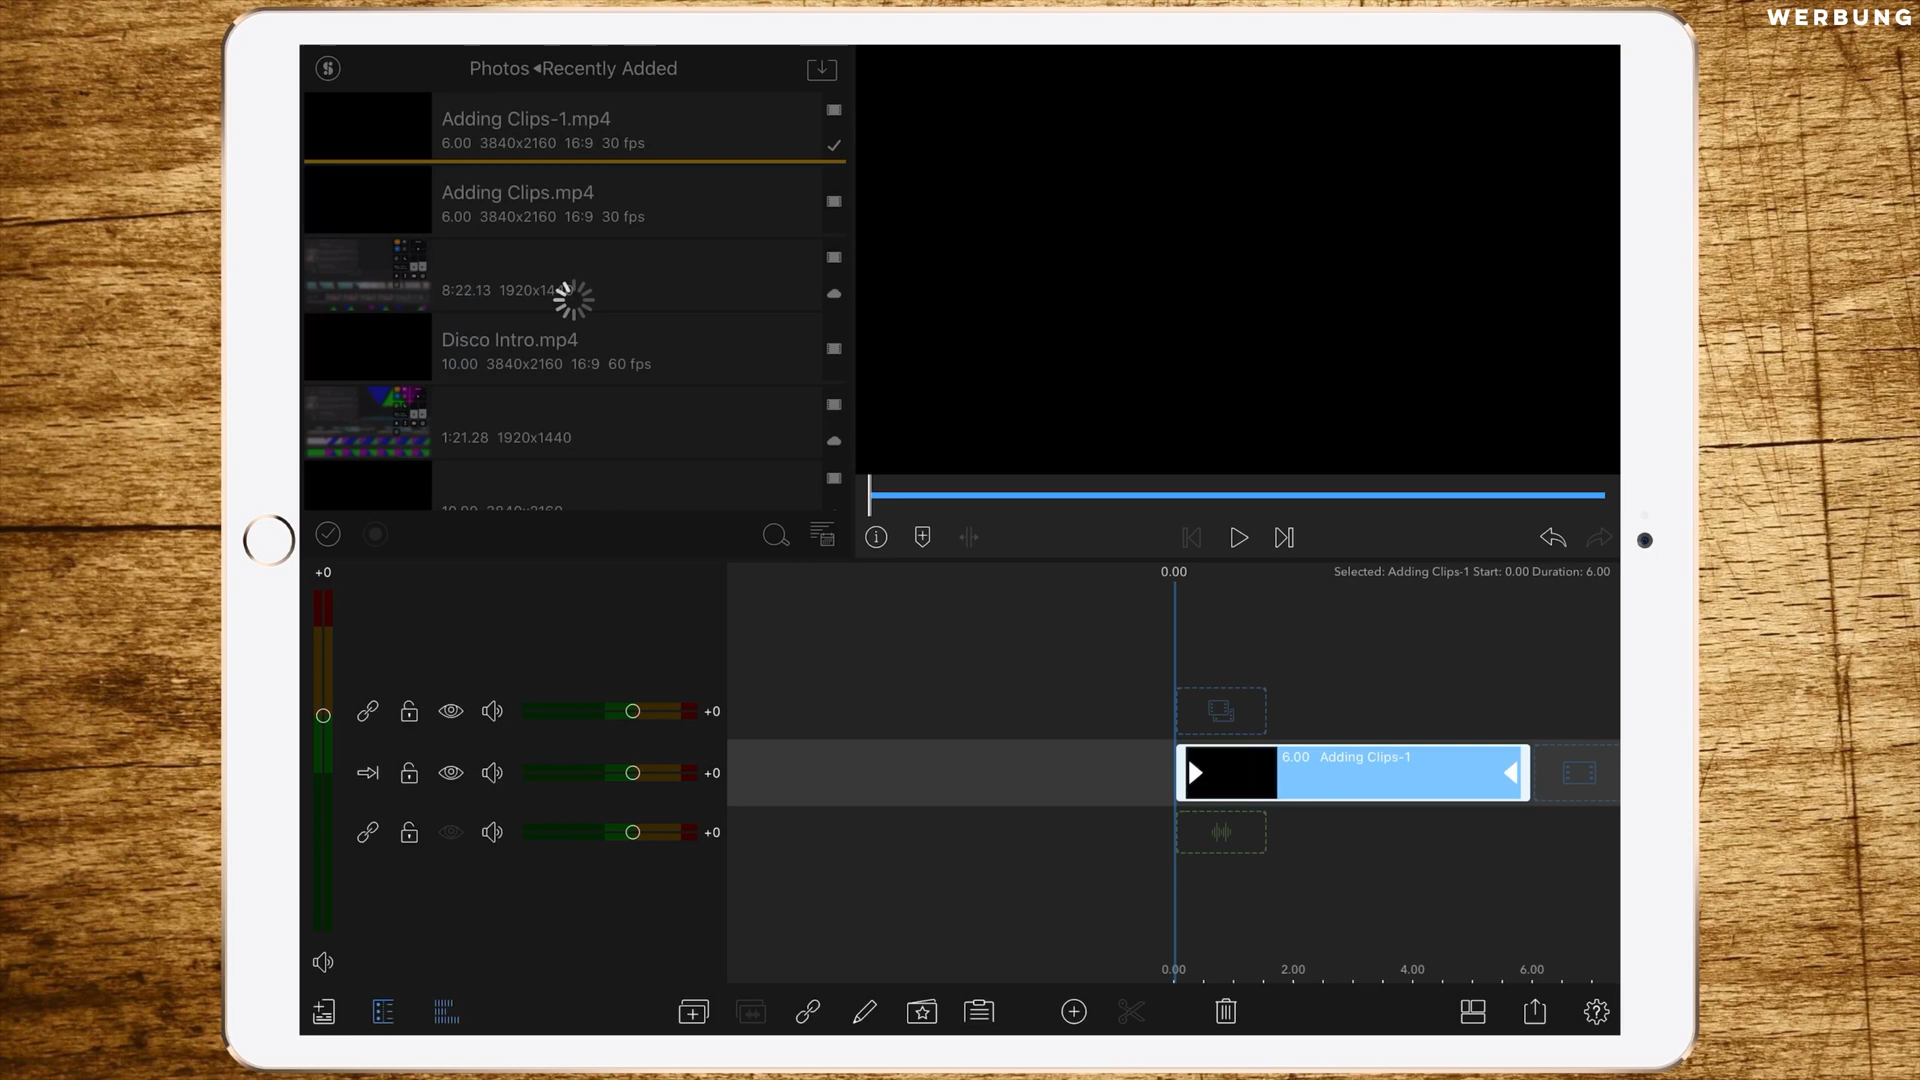 WERBUNG
Photos Recently Added
Adding Clips-1.mp4
6.00 3840x2160 16:9 30 fps
Adding Clips.mp4
6.00 3840x2160 16:9 30 fps
8:22.13
Disco Intro.mp4
10.00 3840x2160 16:9 60 fps
1:21.28 1920x1440
+0
0.00
Selected: Adding Clips-1 Start: 0.00 Duration: 6.00
+0
6.00 Adding Clips-1
+0
+0
0.00 2.00 4.00 6.00